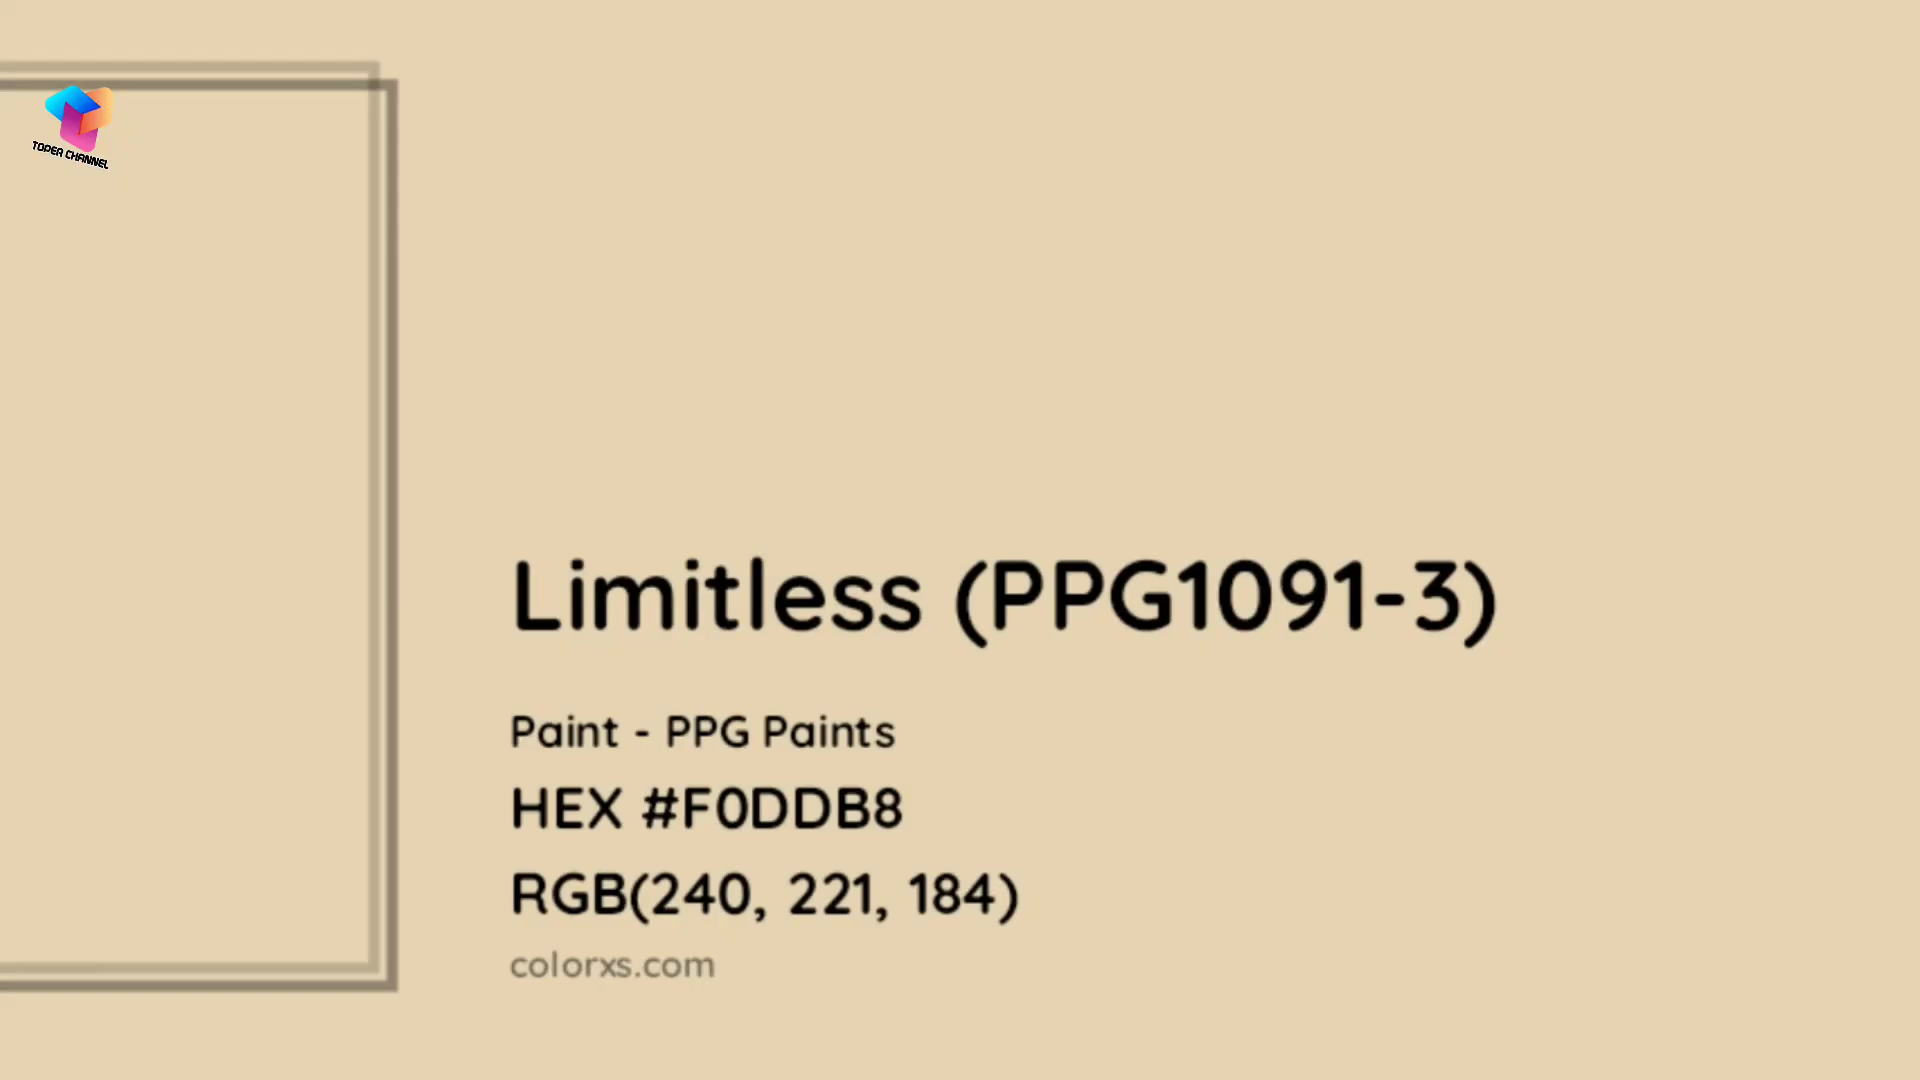 TOPER CHANNEL
Limitless (PPG1091-3)
Paint - PPG Paints
HEX #F0DDB8
RGB(240, 221, 184)
colorxs.com